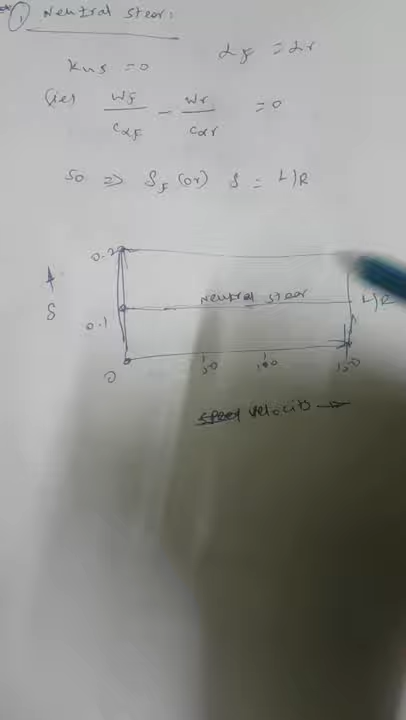 1) Neutral steer:
Kus = 0    αf = αr
(ie) Wf/Cαf - Wr/Cαr = 0
so => δf (or) δ = L/R
0.2
δ
Neutral steer L/R
0.1
0 50 100 150
velocity →